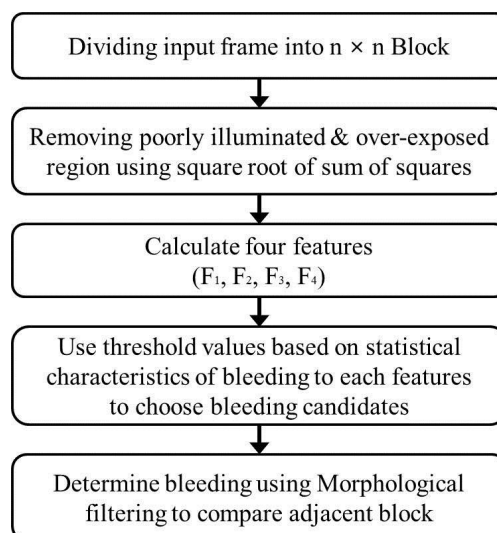 Dividing input frame into n × n Block
Removing poorly illuminated & over-exposed
region using square root of sum of squares
Calculate four features
(F₁, F₂, F₃, F₄)
Use threshold values based on statistical
characteristics of bleeding to each features
to choose bleeding candidates
Determine bleeding using Morphological
filtering to compare adjacent block